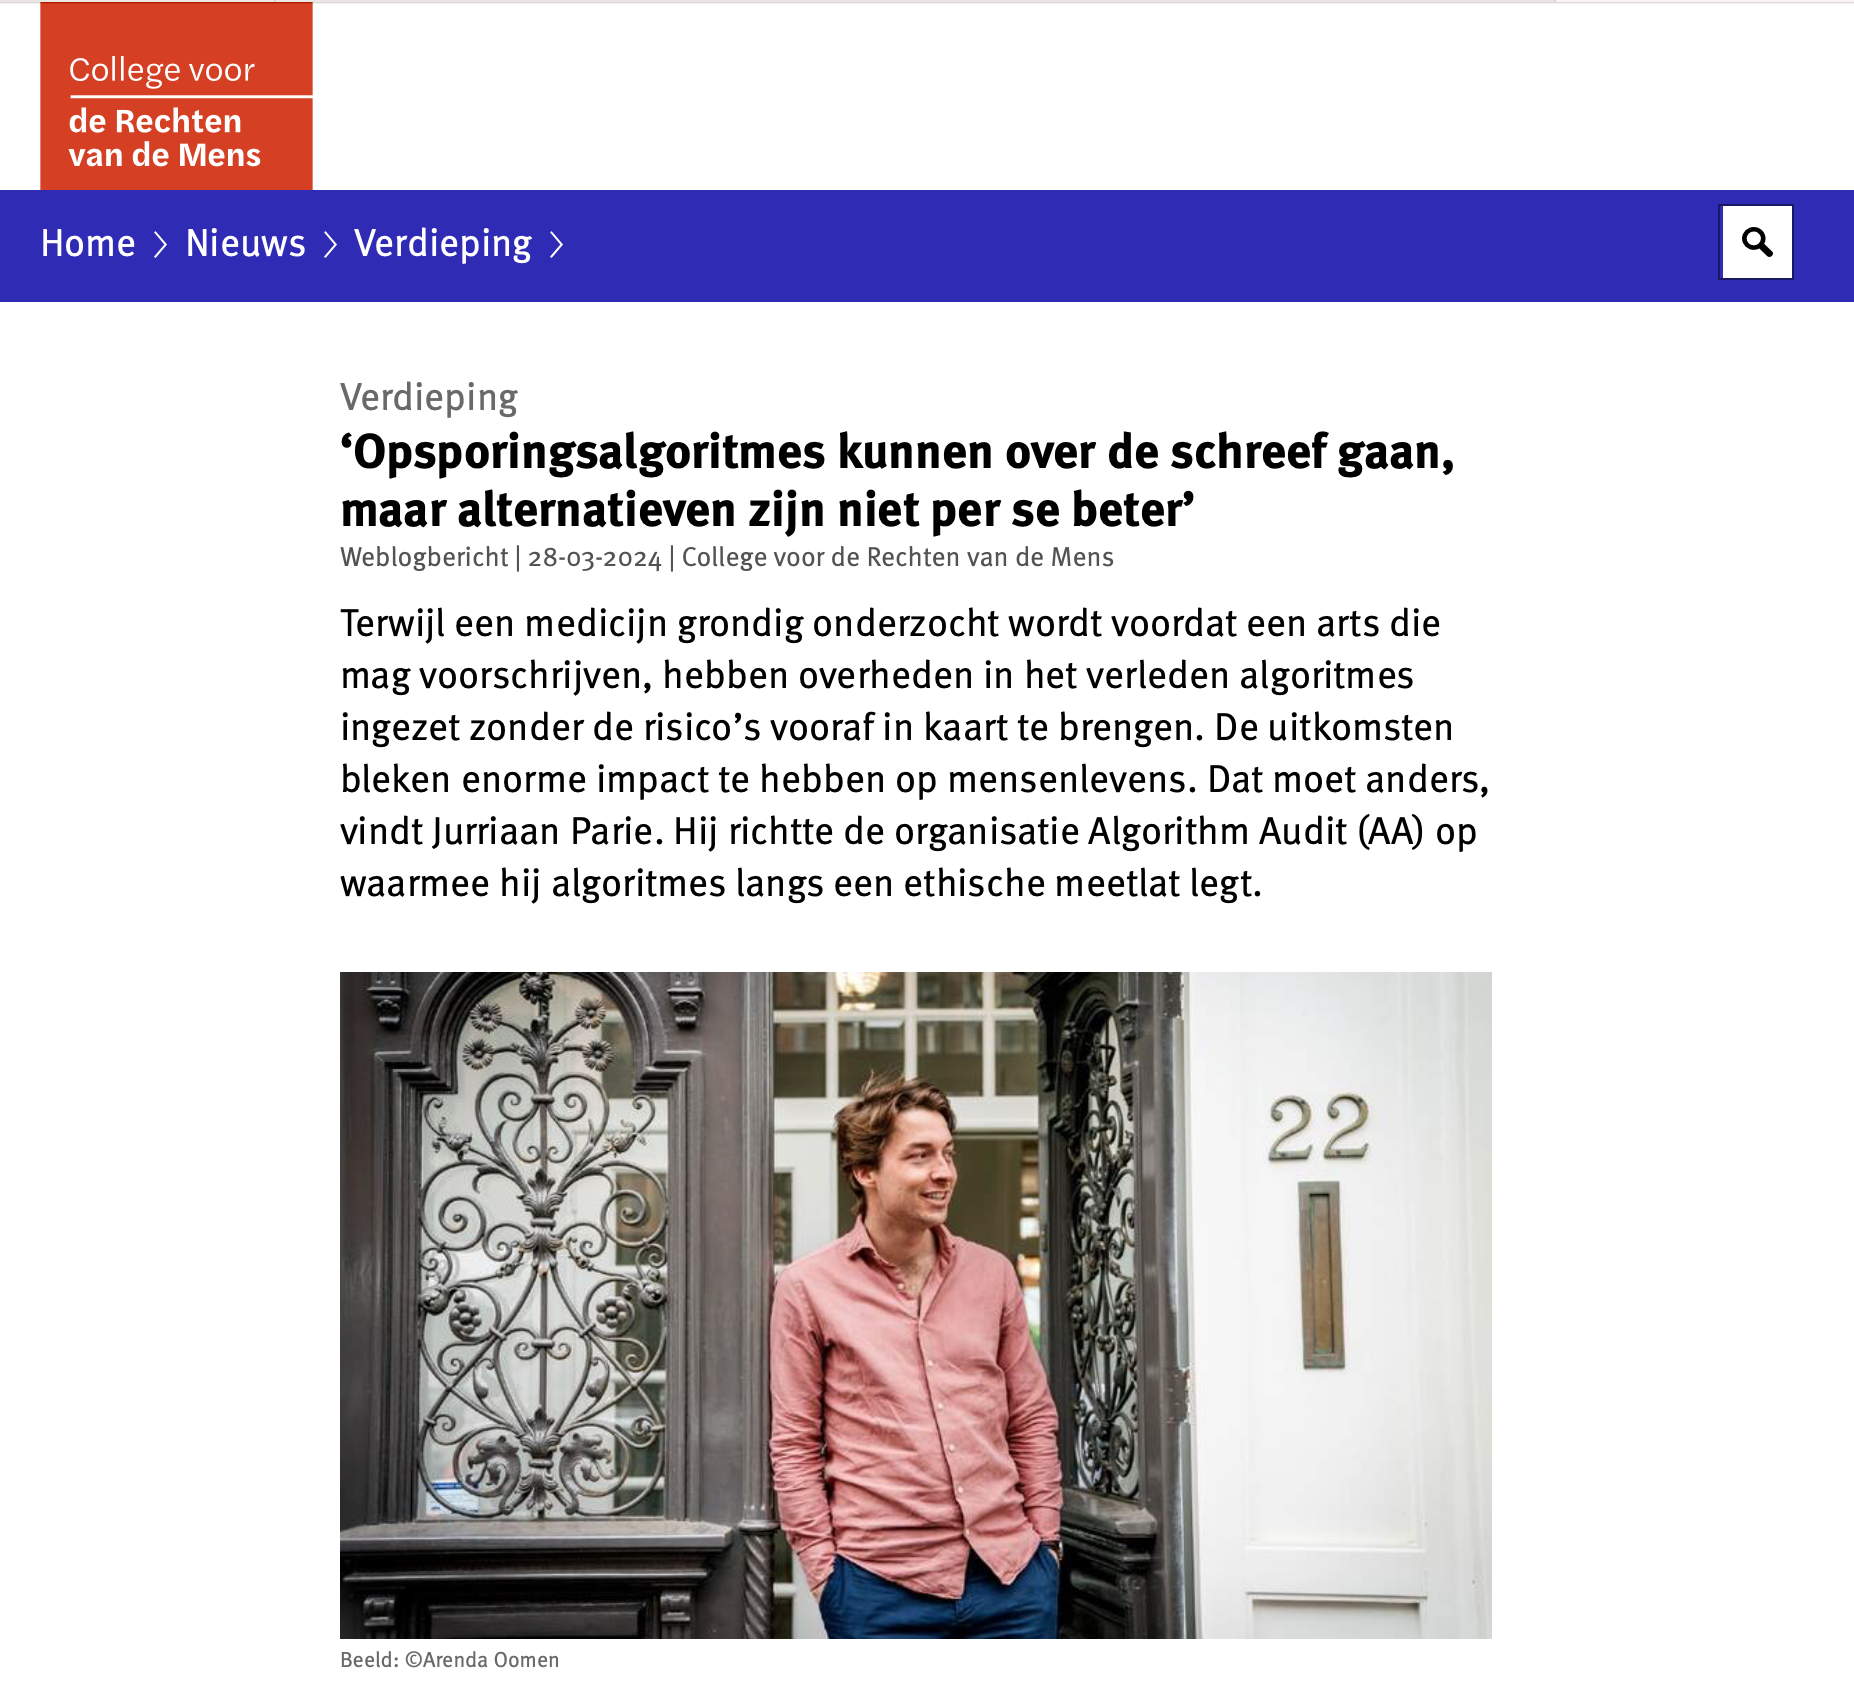 College voor
de Rechten
van de Mens
Home
Nieuws
Verdieping
Verdieping
‘Opsporingsalgoritmes kunnen over de schreef gaan,
maar alternatieven zijn niet per se beter’
Weblogbericht | 28-03-2024 | College voor de Rechten van de Mens
Terwijl een medicijn grondig onderzocht wordt voordat een arts die
mag voorschrijven, hebben overheden in het verleden algoritmes
ingezet zonder de risico’s vooraf in kaart te brengen. De uitkomsten
bleken enorme impact te hebben op mensenlevens. Dat moet anders,
vindt Jurriaan Parie. Hij richtte de organisatie Algorithm Audit (AA) op
waarmee hij algoritmes langs een ethische meetlat legt.
22
Beeld: ©Arenda Oomen